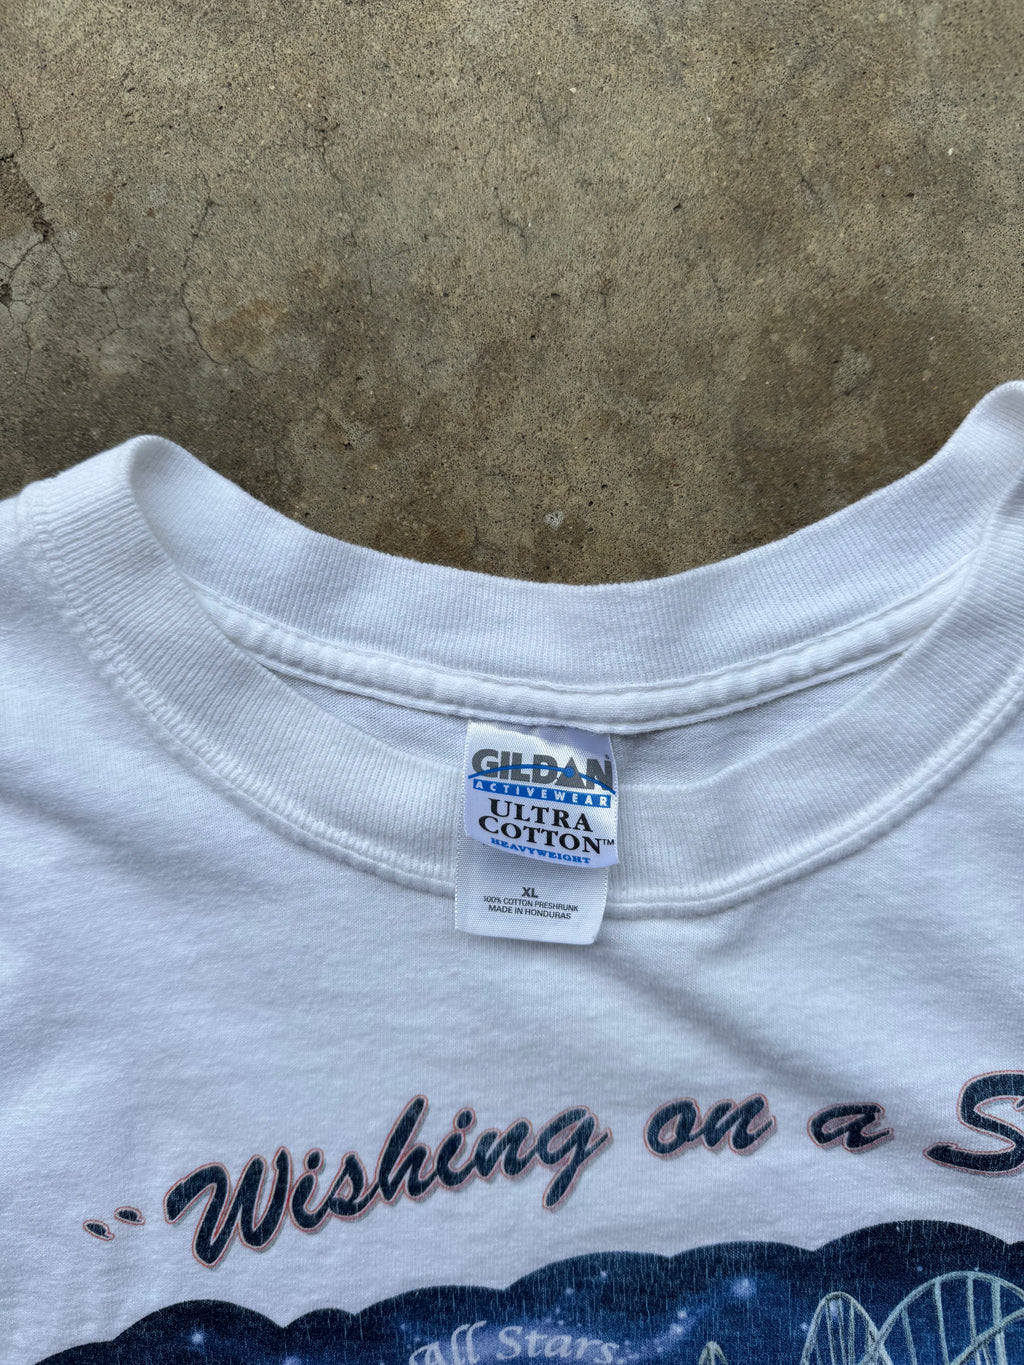 GILDAN
ACTIVEWEAR
ULTRA
COTTON™
HEAVYWEIGHT
XL
100% COTTON PRESHRUNK
MADE IN HONDURAS
"Wishing on a S
All Stars